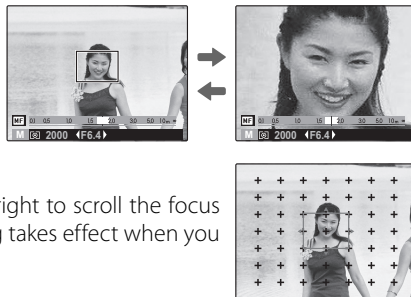 MF 0.1 0.5 1.0 1.5 2.0 3.0 5.0 10m ∞
M 2000 F6.4
MF 0.1 0.5 1.0 1.5 2.0 3.0 5.0 10m ∞
M 2000 F6.4
right to scroll the focus
g takes effect when you